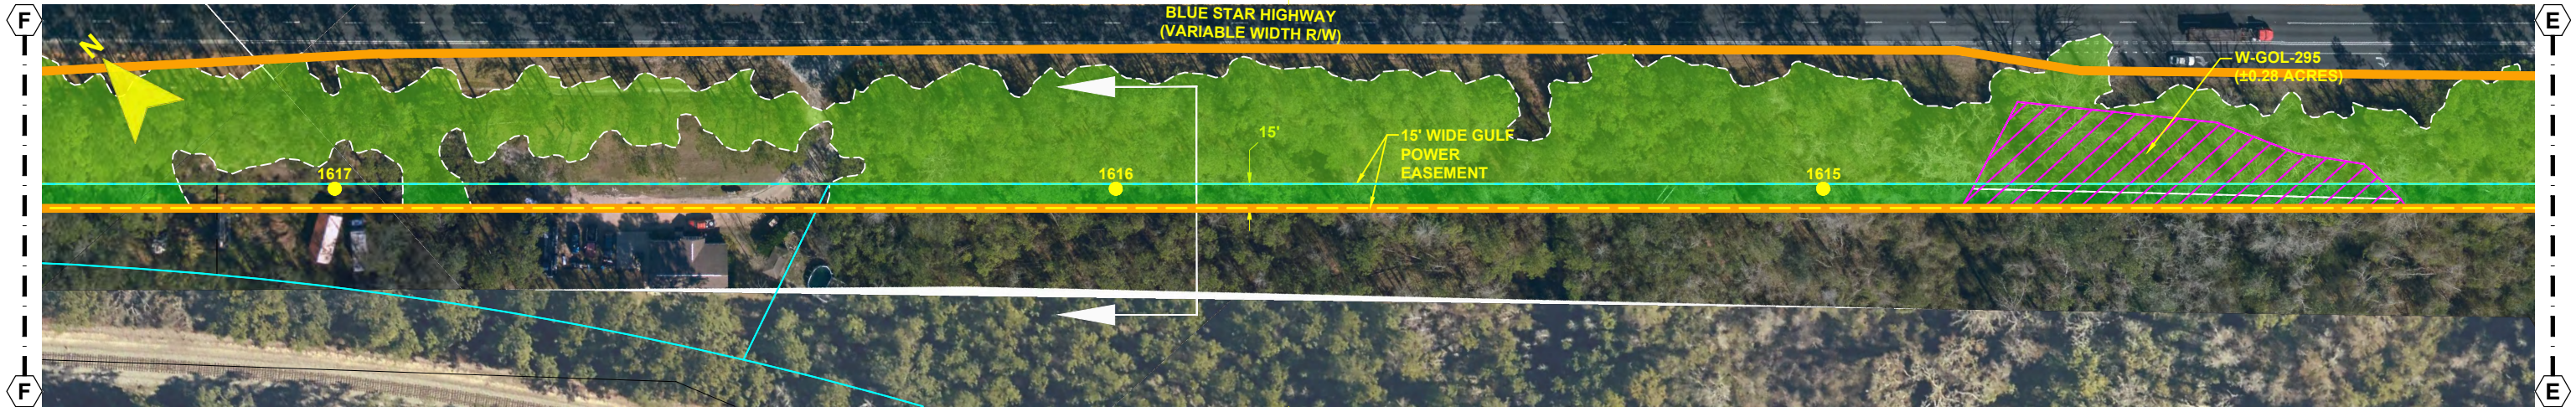 F
E
BLUE STAR HIGHWAY
(VARIABLE WIDTH R/W)
N
W-GOL-295
(±0.28 ACRES)
15'
15' WIDE GULF
POWER
EASEMENT
1617
1616
1615
F
E